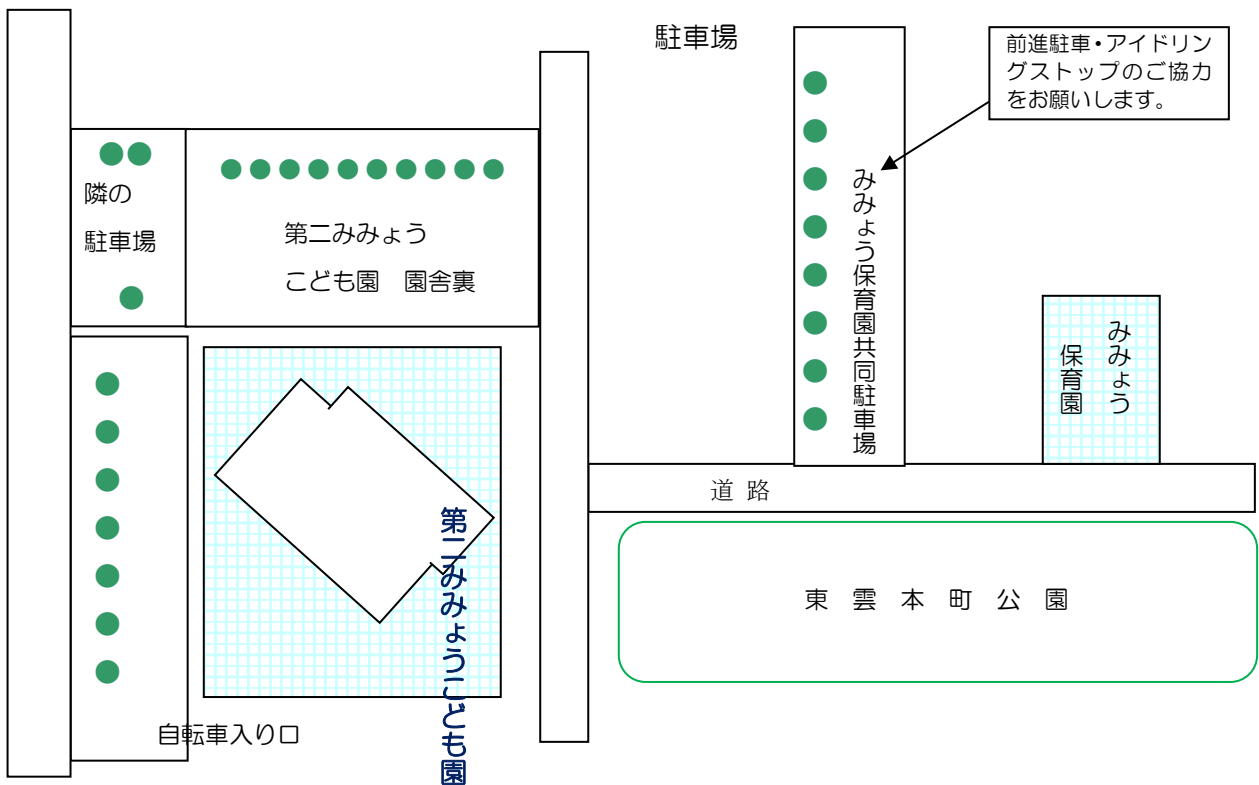 駐車場
前進駐車・アイドリン
グストップのご協力
をお願いします。
隣の
駐車場
第二みみょう
こども園　園舎裏
みみょう保育園共同駐車場
みみょう
保育園
道 路
第二みみょうこども園
東 雲 本 町 公 園
自転車入り口